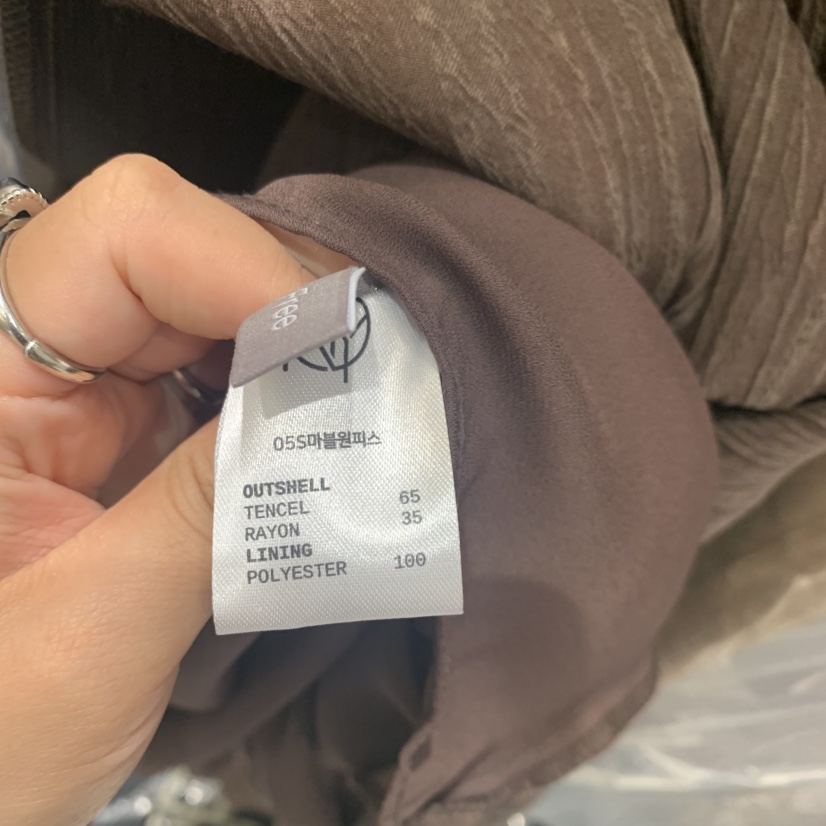 Free
05S마블원피스
OUTSHELL
TENCEL 65
RAYON 35
LINING
POLYESTER 100